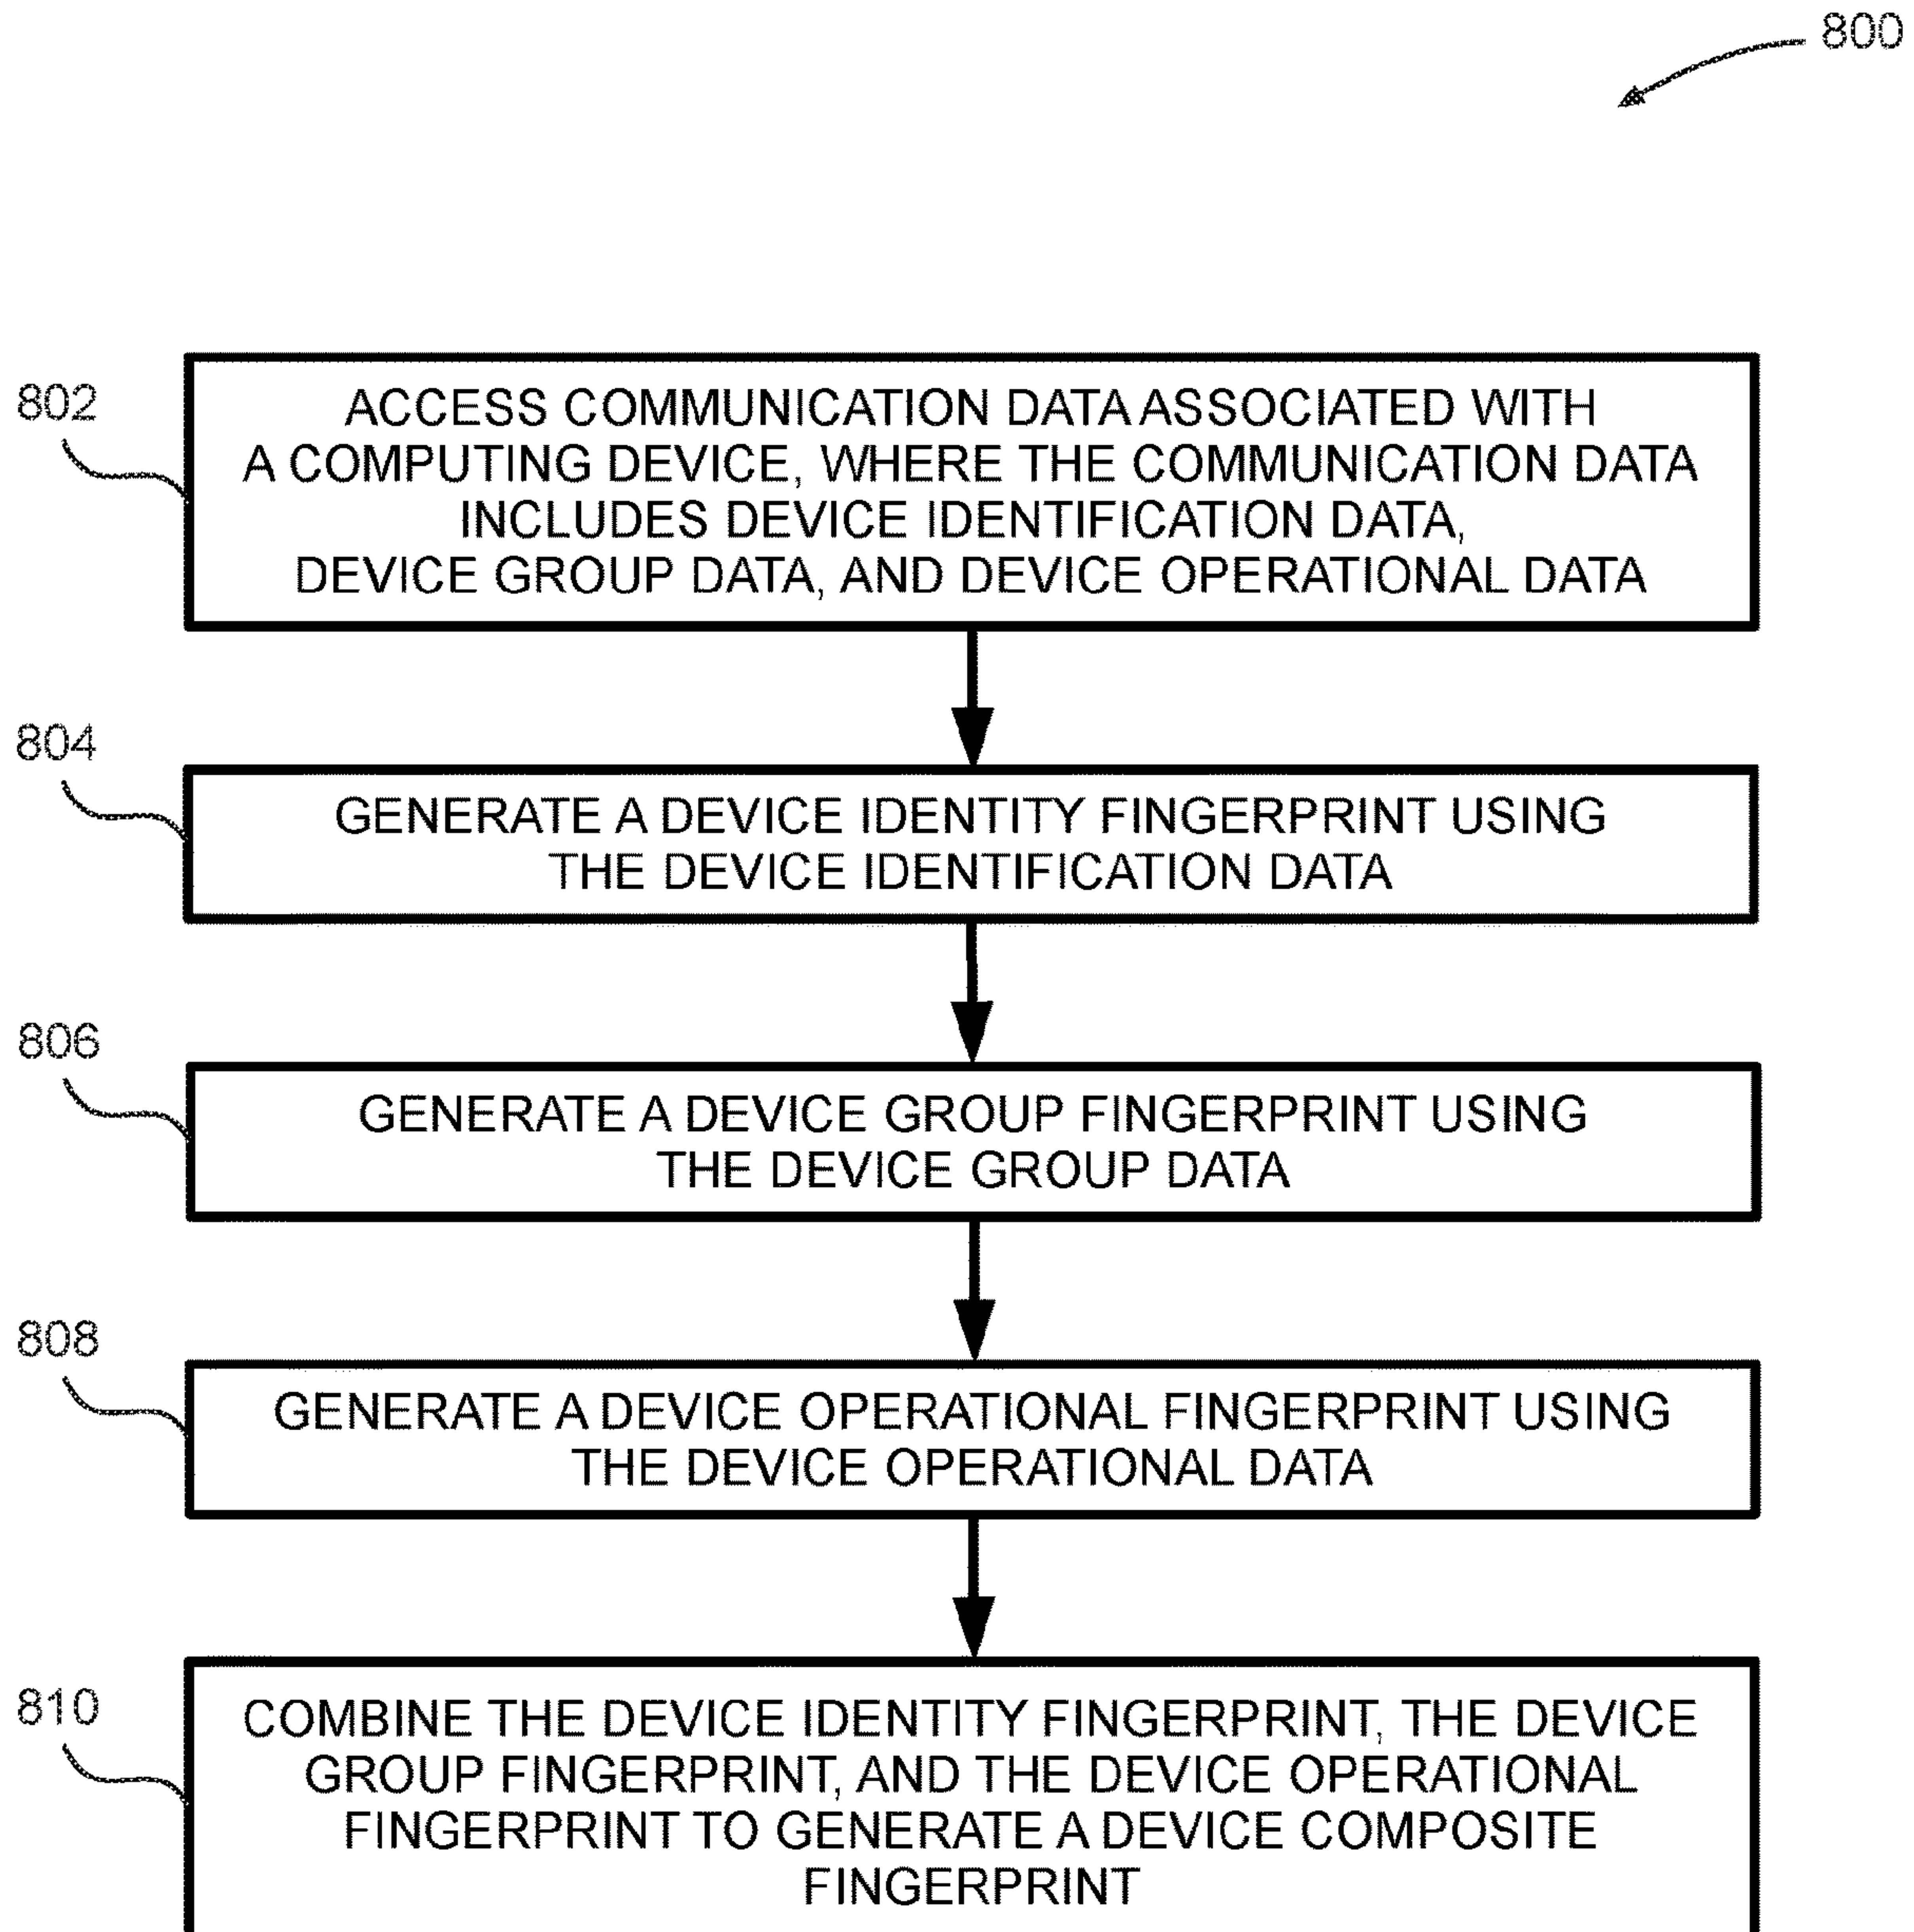 800
802
ACCESS COMMUNICATION DATA ASSOCIATED WITH
A COMPUTING DEVICE, WHERE THE COMMUNICATION DATA
INCLUDES DEVICE IDENTIFICATION DATA,
DEVICE GROUP DATA, AND DEVICE OPERATIONAL DATA
804
GENERATE A DEVICE IDENTITY FINGERPRINT USING
THE DEVICE IDENTIFICATION DATA
806
GENERATE A DEVICE GROUP FINGERPRINT USING
THE DEVICE GROUP DATA
808
GENERATE A DEVICE OPERATIONAL FINGERPRINT USING
THE DEVICE OPERATIONAL DATA
810
COMBINE THE DEVICE IDENTITY FINGERPRINT, THE DEVICE
GROUP FINGERPRINT, AND THE DEVICE OPERATIONAL
FINGERPRINT TO GENERATE A DEVICE COMPOSITE
FINGERPRINT